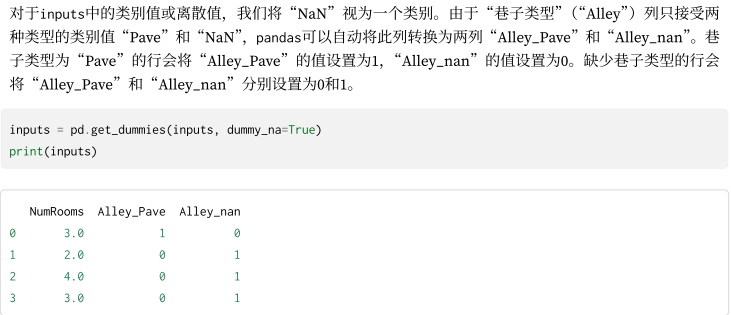 对于inputs中的类别值或离散值，我们将“NaN”视为一个类别。由于“巷子类型”（“Alley”）列只接受两
种类型的类别值“Pave”和“NaN”，pandas可以自动将此列转换为两列“Alley_Pave”和“Alley_nan”。巷
子类型为“Pave”的行会将“Alley_Pave”的值设置为1，“Alley_nan”的值设置为0。缺少巷子类型的行会
将“Alley_Pave”和“Alley_nan”分别设置为0和1。
inputs = pd.get_dummies(inputs, dummy_na=True)
print(inputs)
NumRooms Alley_Pave Alley_nan
0 3.0 1 0
1 2.0 0 1
2 4.0 0 1
3 3.0 0 1